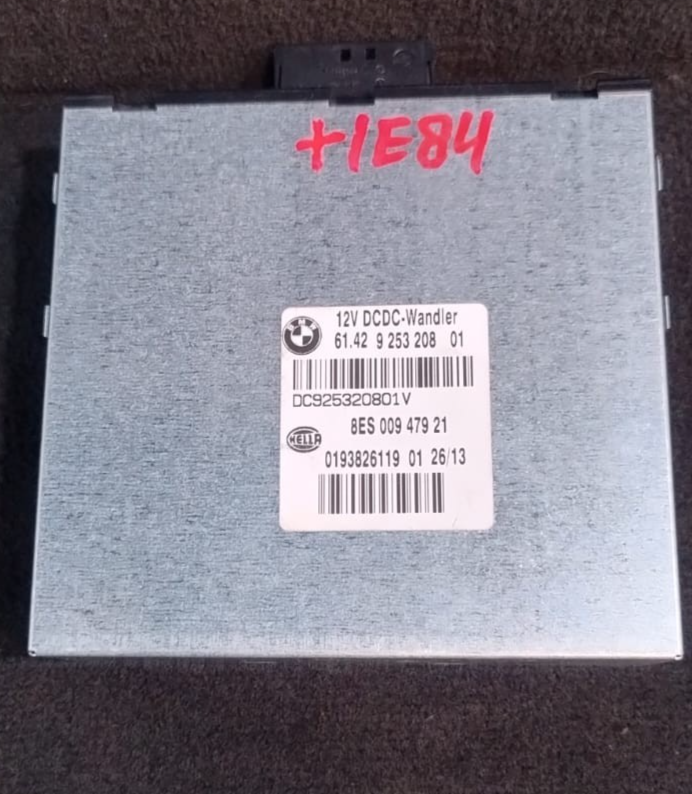 +1E84
12V DCDC-Wandler
61.42 9 253 208 01
DC925320801V
8ES 009 479 21
HELLA
0193826119 01 26/13